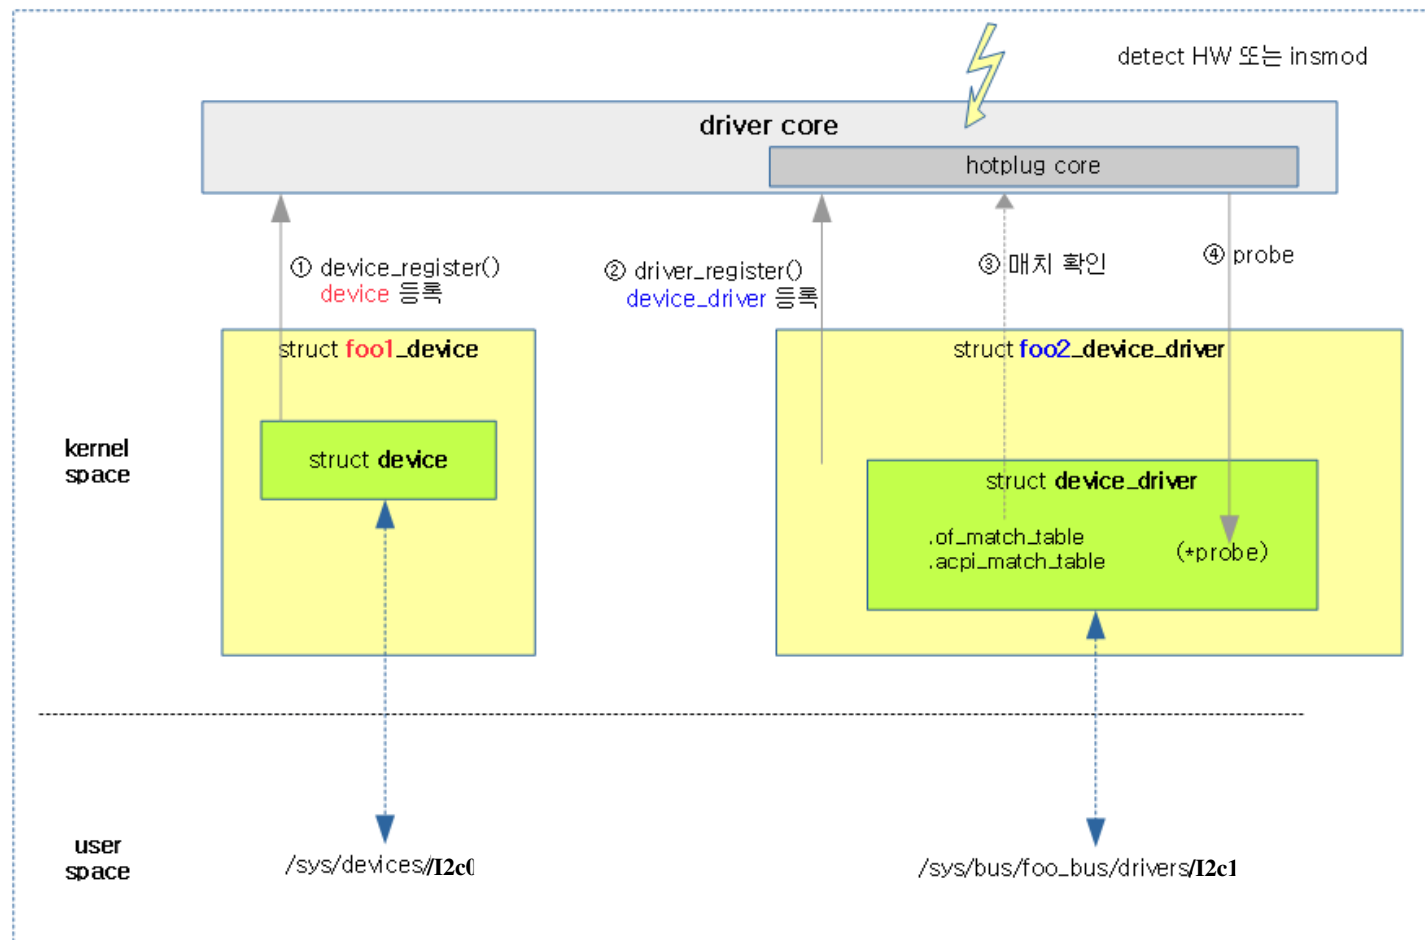 detect HW 또는 insmod
driver core
hotplug core
① device_register()
device 등록
② driver_register()
device_driver 등록
③ 매치 확인
④ probe
struct foo1_device
struct foo2_device_driver
kernel
space
struct device
struct device_driver
.of_match_table
.acpi_match_table
(*probe)
user
space
/sys/devices//I2c0
/sys/bus/foo_bus/drivers/I2c1